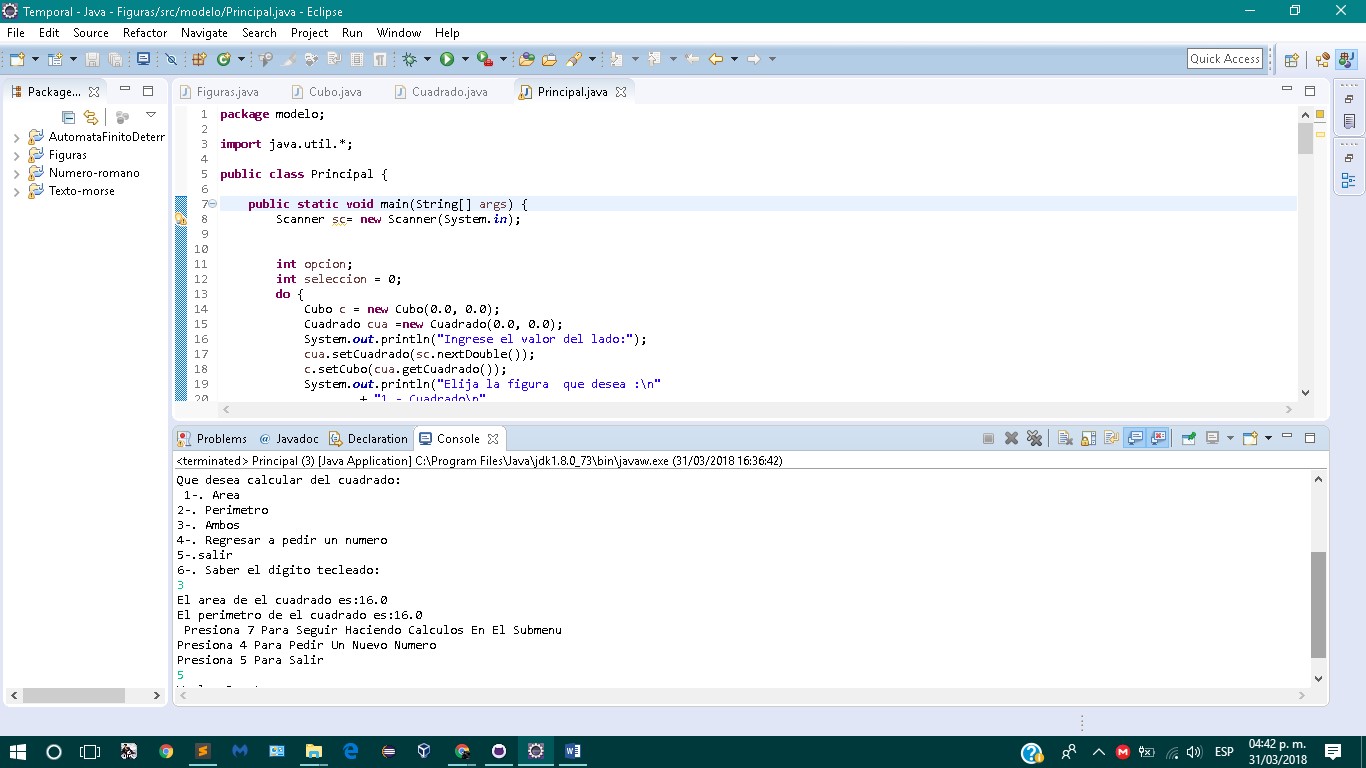 Temporal - Java - Figuras/src/modelo/Principal.java - Eclipse
File Edit Source Refactor Navigate Search Project Run Window Help
Quick Access
Package...
AutomataFinitoDeterr
Figuras
Numero-romano
Texto-morse
Figuras.java Cubo.java Cuadrado.java Principal.java
1 package modelo;
2
3 import java.util.*;
4
5 public class Principal {
6
7 public static void main(String[] args) {
8 Scanner sc= new Scanner(System.in);
9
10
11 int opcion;
12 int seleccion = 0;
13 do {
14 Cubo c = new Cubo(0.0, 0.0);
15 Cuadrado cua =new Cuadrado(0.0, 0.0);
16 System.out.println("Ingrese el valor del lado:");
17 cua.setCuadrado(sc.nextDouble());
18 c.setCubo(cua.getCuadrado());
19 System.out.println("Elija la figura  que desea :\n"
20 + "1 - Cuadrado\n"
Problems @ Javadoc Declaration Console
<terminated> Principal (3) [Java Application] C:\Program Files\Java\jdk1.8.0_73\bin\javaw.exe (31/03/2018 16:36:42)
Que desea calcular del cuadrado:
1-. Area
2-. Perimetro
3-. Ambos
4-. Regresar a pedir un numero
5-.salir
6-. Saber el digito tecleado:
3
El area de el cuadrado es:16.0
El perimetro de el cuadrado es:16.0
Presiona 7 Para Seguir Haciendo Calculos En El Submenu
Presiona 4 Para Pedir Un Nuevo Numero
Presiona 5 Para Salir
5
ESP
04:42 p. m.
31/03/2018